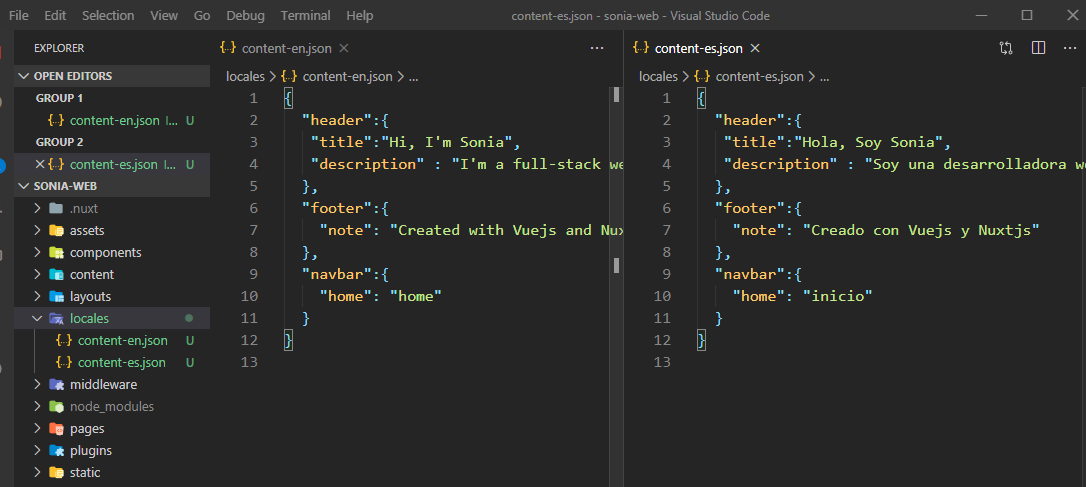 File Edit Selection View Go Debug Terminal Help content-es.json - sonia-web - Visual Studio Code
EXPLORER
OPEN EDITORS
GROUP 1
content-en.json l... U
GROUP 2
content-es.json l... U
SONIA-WEB
.nuxt
assets
components
content
layouts
locales
content-en.json U
content-es.json U
middleware
node_modules
pages
plugins
static
content-en.json
locales > content-en.json > ...
1 {
2 "header":{
3 "title":"Hi, I'm Sonia",
4 "description" : "I'm a full-stack we
5 },
6 "footer":{
7 "note": "Created with Vuejs and Nux
8 },
9 "navbar":{
10 "home": "home"
11 }
12 }
13
content-es.json
locales > content-es.json > ...
1 {
2 "header":{
3 "title":"Hola, Soy Sonia",
4 "description" : "Soy una desarrolladora we
5 },
6 "footer":{
7 "note": "Creado con Vuejs y Nuxtjs"
8 },
9 "navbar":{
10 "home": "inicio"
11 }
12 }
13